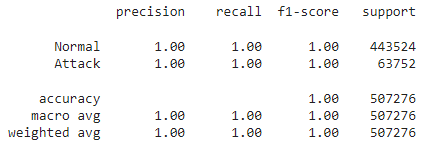 precision recall f1-score support
Normal 1.00 1.00 1.00 443524
Attack 1.00 1.00 1.00 63752
accuracy 1.00 507276
macro avg 1.00 1.00 1.00 507276
weighted avg 1.00 1.00 1.00 507276